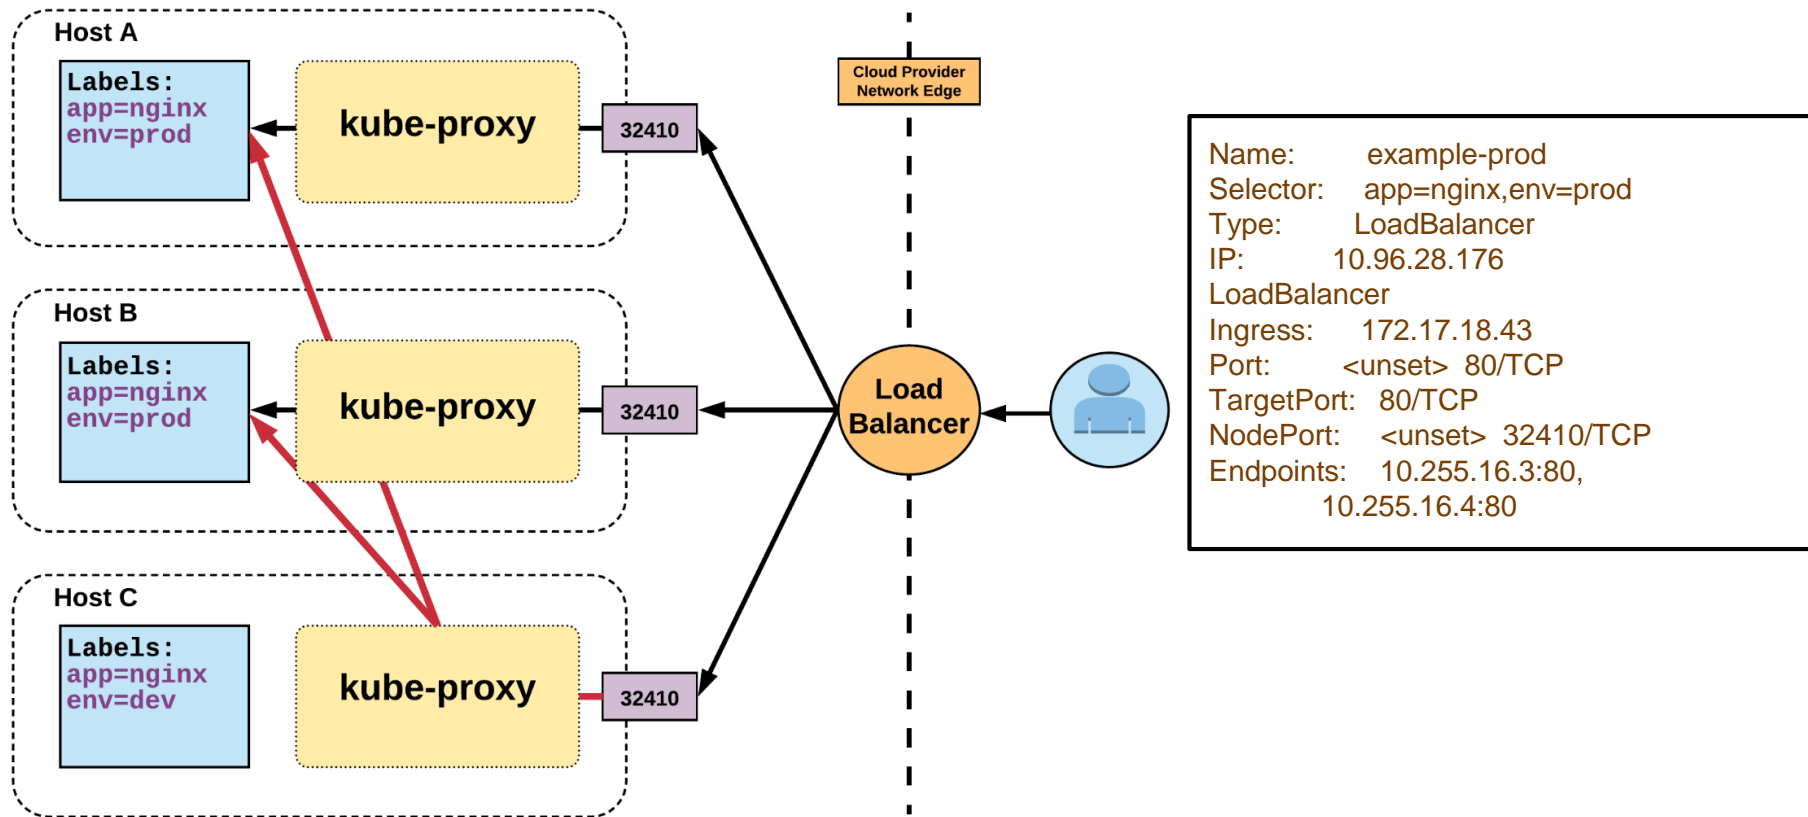 Host A
Labels:
app=nginx
env=prod
kube-proxy
32410
Host B
Labels:
app=nginx
env=prod
kube-proxy
32410
Host C
Labels:
app=nginx
env=dev
kube-proxy
32410
Cloud Provider
Network Edge
Load
Balancer
Name: example-prod
Selector: app=nginx,env=prod
Type: LoadBalancer
IP: 10.96.28.176
LoadBalancer
Ingress: 172.17.18.43
Port: <unset> 80/TCP
TargetPort: 80/TCP
NodePort: <unset> 32410/TCP
Endpoints: 10.255.16.3:80,
10.255.16.4:80